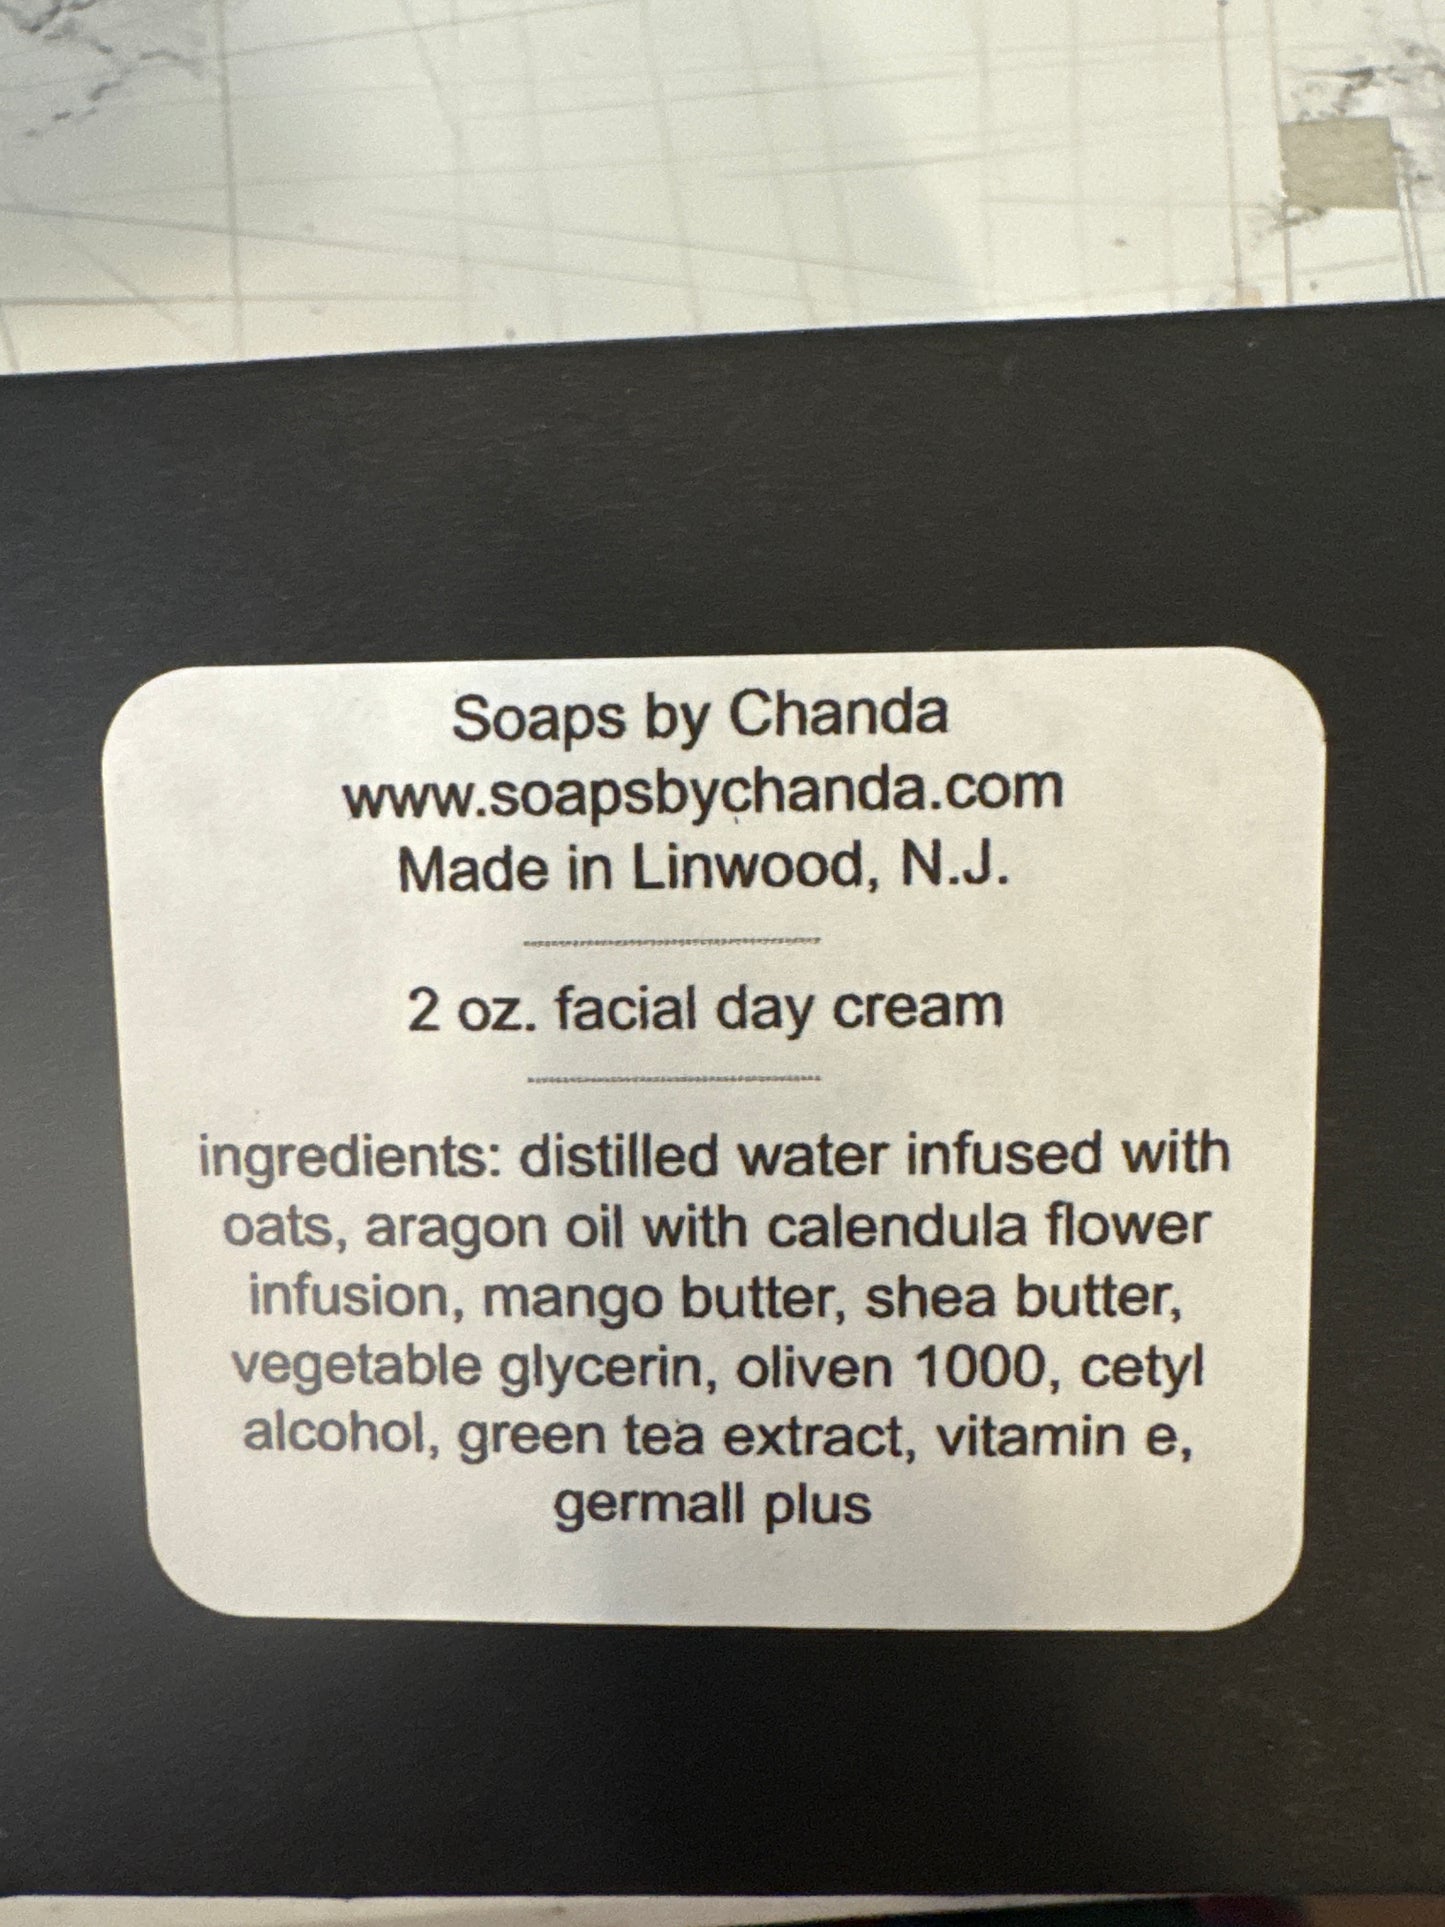 Soaps by Chanda
www.soapsbychanda.com
Made in Linwood, N.J.
2 oz. facial day cream
ingredients: distilled water infused with
oats, aragon oil with calendula flower
infusion, mango butter, shea butter,
vegetable glycerin, oliven 1000, cetyl
alcohol, green tea extract, vitamin e,
germall plus